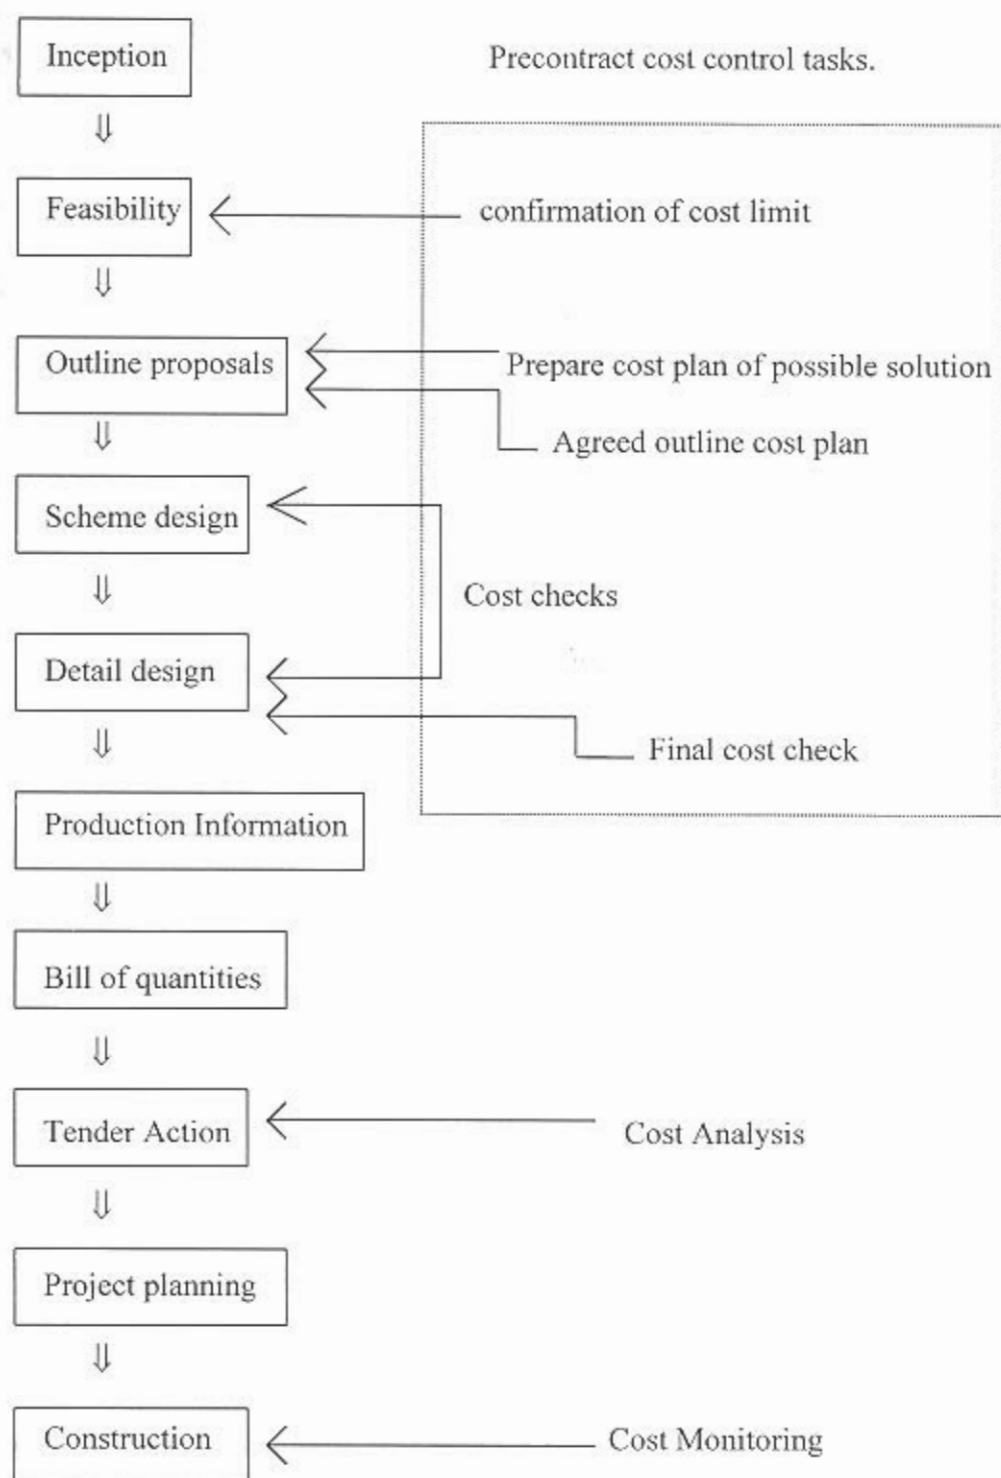 Inception
Precontract cost control tasks.
Feasibility
confirmation of cost limit
Outline proposals
Prepare cost plan of possible solution
Agreed outline cost plan
Scheme design
Cost checks
Detail design
Final cost check
Production Information
Bill of quantities
Tender Action
Cost Analysis
Project planning
Construction
Cost Monitoring